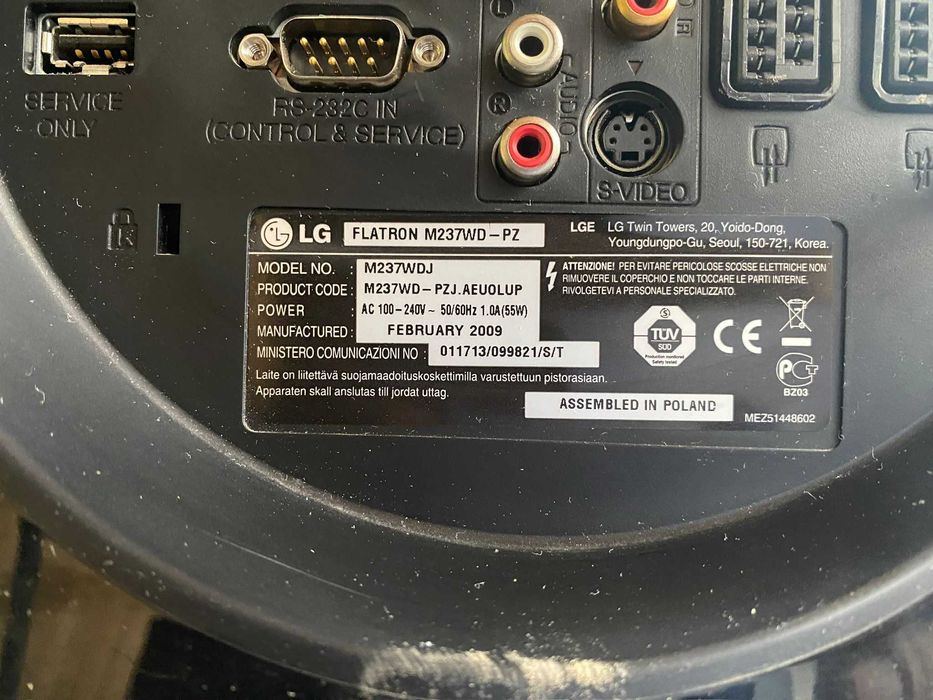 SERVICE
ONLY
RS-232C IN
(CONTROL & SERVICE)
L
R
AUDIO
S-VIDEO
LG FLATRON M237WD-PZ
LGE LG Twin Towers, 20, Yoido-Dong,
Youngdungpo-Gu, Seoul, 150-721, Korea.
MODEL NO. : M237WDJ
PRODUCT CODE : M237WD-PZJ.AEUOLUP
POWER : AC 100-240V ~ 50/60Hz 1.0A(55W)
MANUFACTURED : FEBRUARY 2009
MINISTERO COMUNICAZIONI NO : 011713/099821/S/T
ATTENZIONE! PER EVITARE PERICOLOSE SCOSSE ELETTRICHE NON
RIMUOVERE IL COPERCHIO E NON TOCCARE LE PARTI INTERNE.
RIVOLGETEVI A PERSONALE SPECIALIZZATO.
TÜV
SÜD
Production monitored
Safety tested
CE
BZ03
Laite on liitettävä suojamaadoituskoskettimilla varustettuun pistorasiaan.
Apparaten skall anslutas till jordat uttag.
ASSEMBLED IN POLAND
MEZ51448602